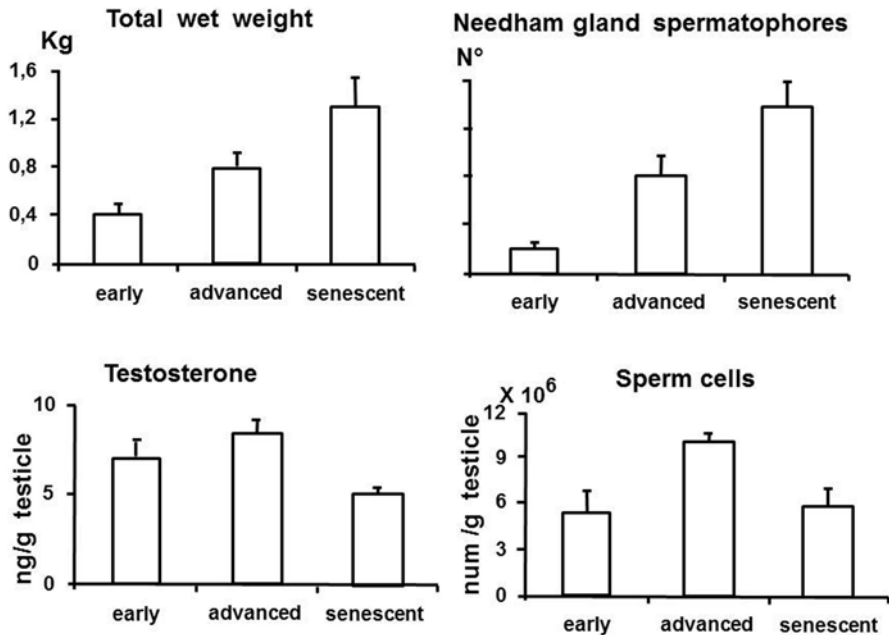 Total wet weight
Kg
1,6
1,2
0,8
0,4
0
early advanced senescent
Needham gland spermatophores
N°
early advanced senescent
Testosterone
ng/g testicle
10
5
0
early advanced senescent
Sperm cells
X 10⁶
num /g testicle
12
9
6
3
0
early advanced senescent